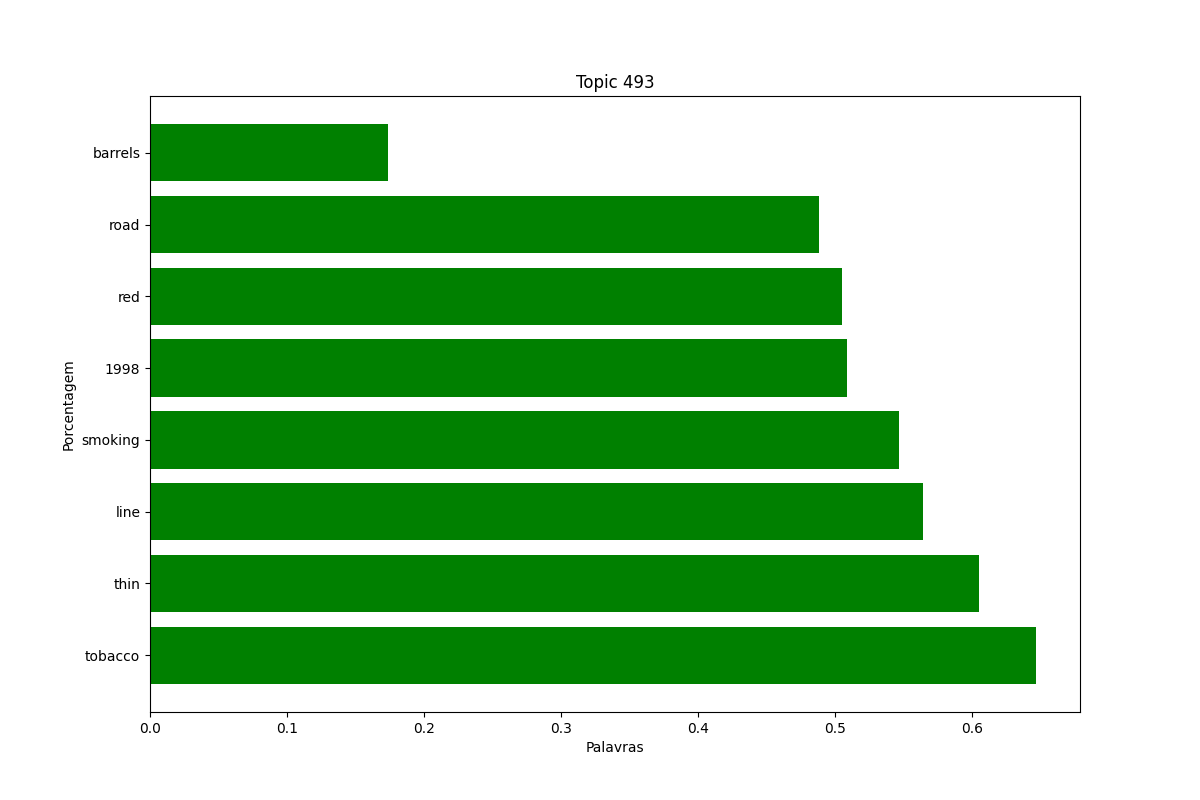 Topic 493
barrels
road
red
1998
smoking
line
thin
tobacco
Porcentagem
0.0 0.1 0.2 0.3 0.4 0.5 0.6
Palavras